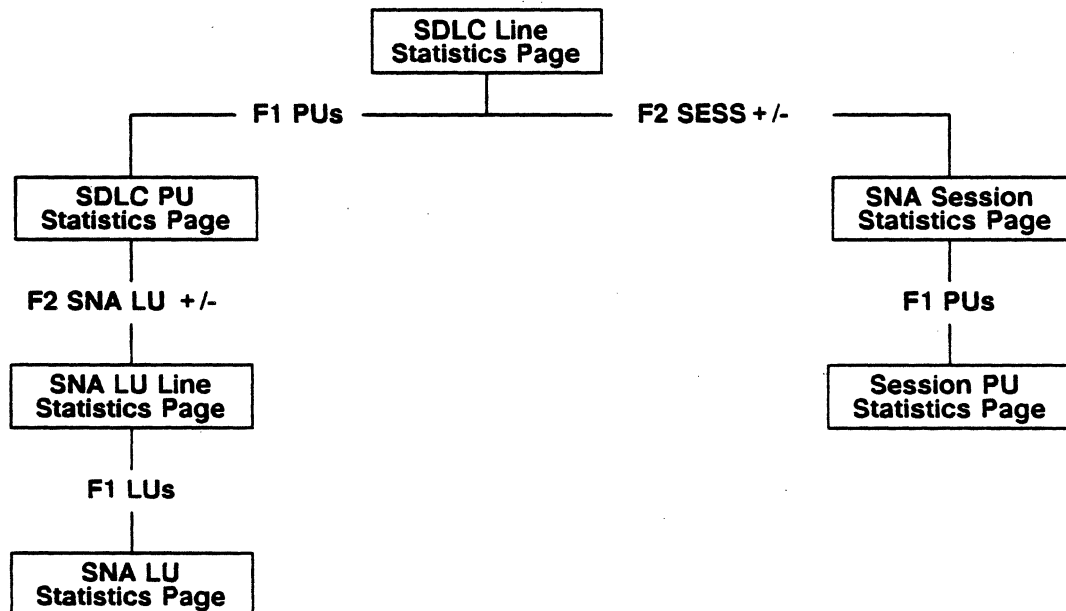 SDLC Line
Statistics Page
F1 PUs
F2 SESS +/-
SDLC PU
Statistics Page
SNA Session
Statistics Page
F2 SNA LU +/-
F1 PUs
SNA LU Line
Statistics Page
Session PU
Statistics Page
F1 LUs
SNA LU
Statistics Page